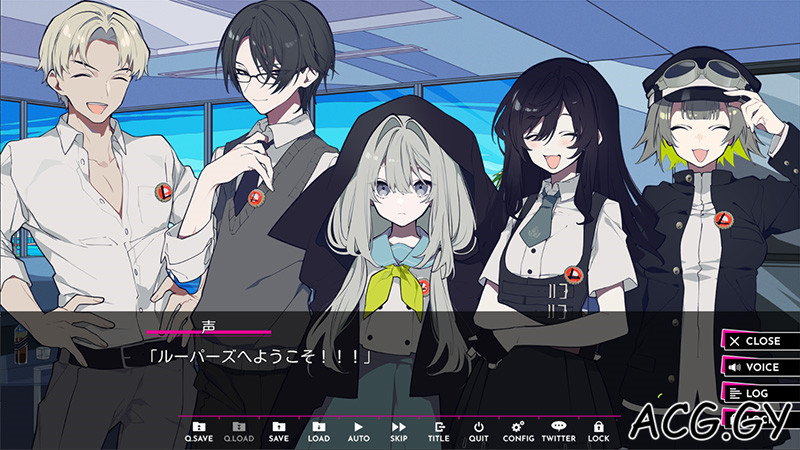 声
「ルーパーズへようこそ！！！」
CLOSE
VOICE
LOG
Q.SAVE
Q.LOAD
SAVE
LOAD
AUTO
SKIP
TITLE
QUIT
CONFIG
TWITTER
LOCK
ACG.GY